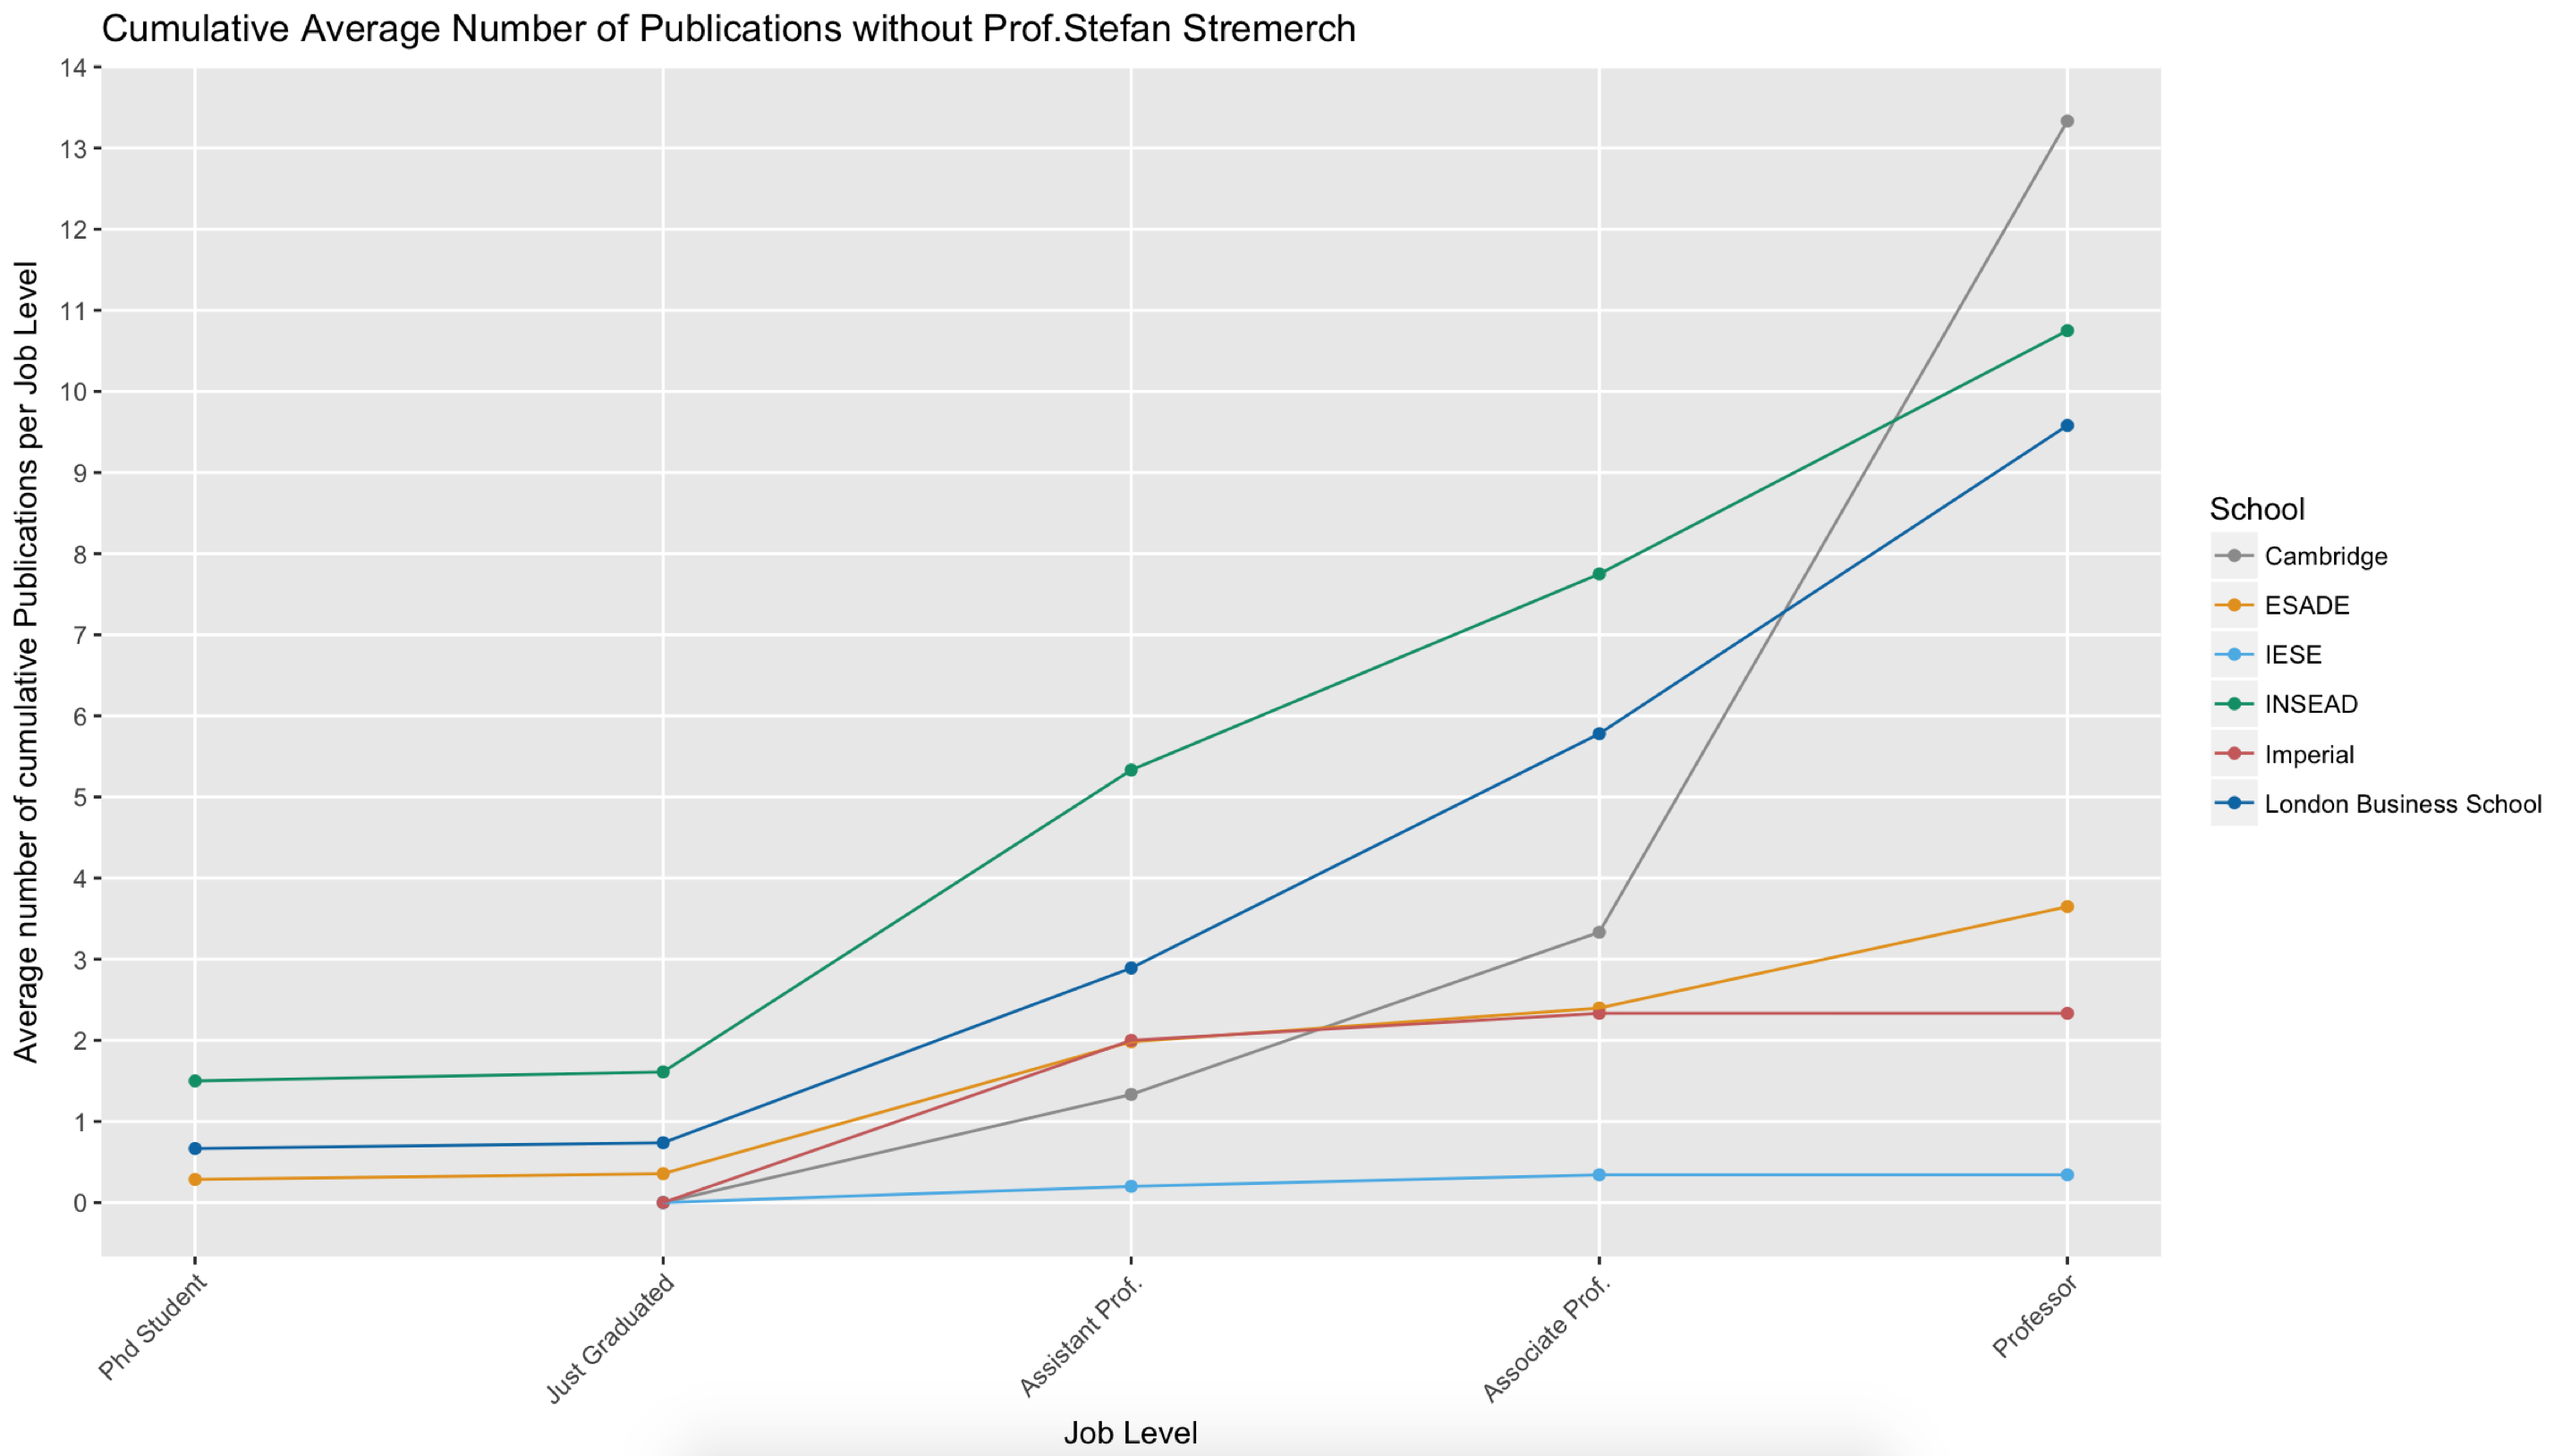 Cumulative Average Number of Publications without Prof.Stefan Stremerch
Average number of cumulative Publications per Job Level
14
13
12
11
10
9
8
7
6
5
4
3
2
1
0
Phd Student
Just Graduated
Assistant Prof.
Associate Prof.
Professor
Job Level
School
Cambridge
ESADE
IESE
INSEAD
Imperial
London Business School